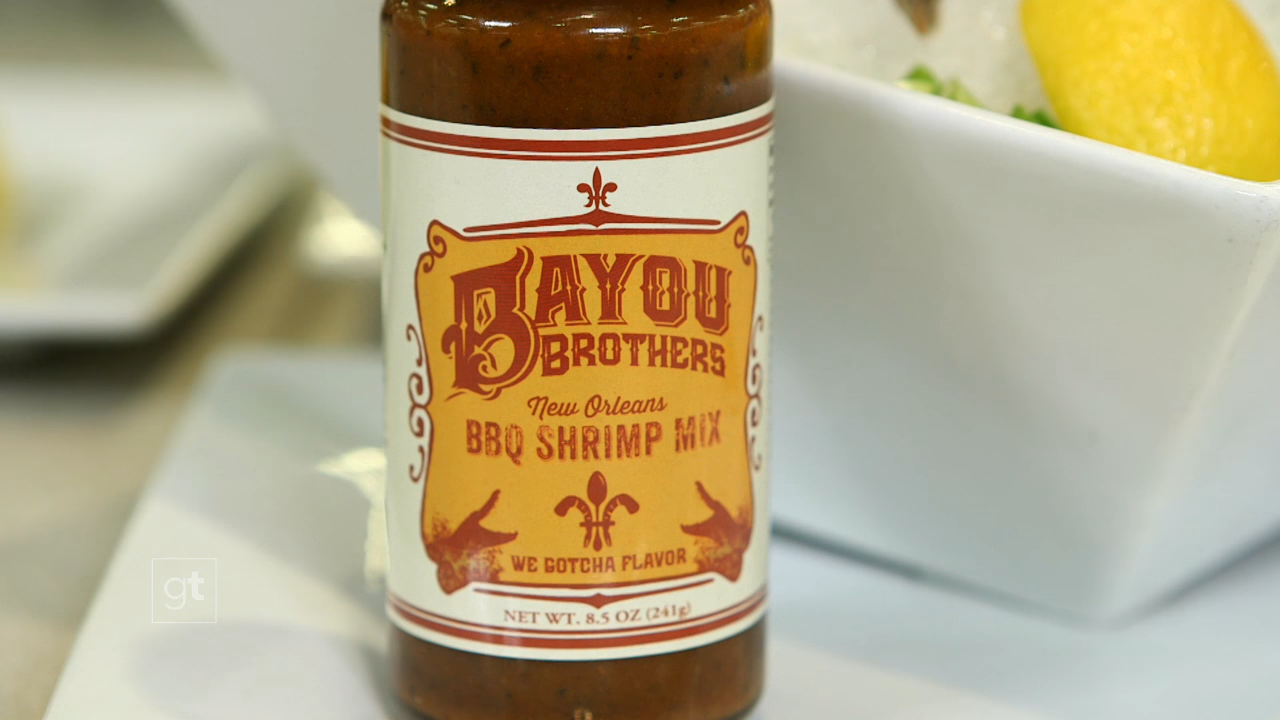 BAYOU
BROTHERS
New Orleans
BBQ SHRIMP MIX
WE GOTCHA FLAVOR
NET WT. 8.5 OZ (241g)
gt